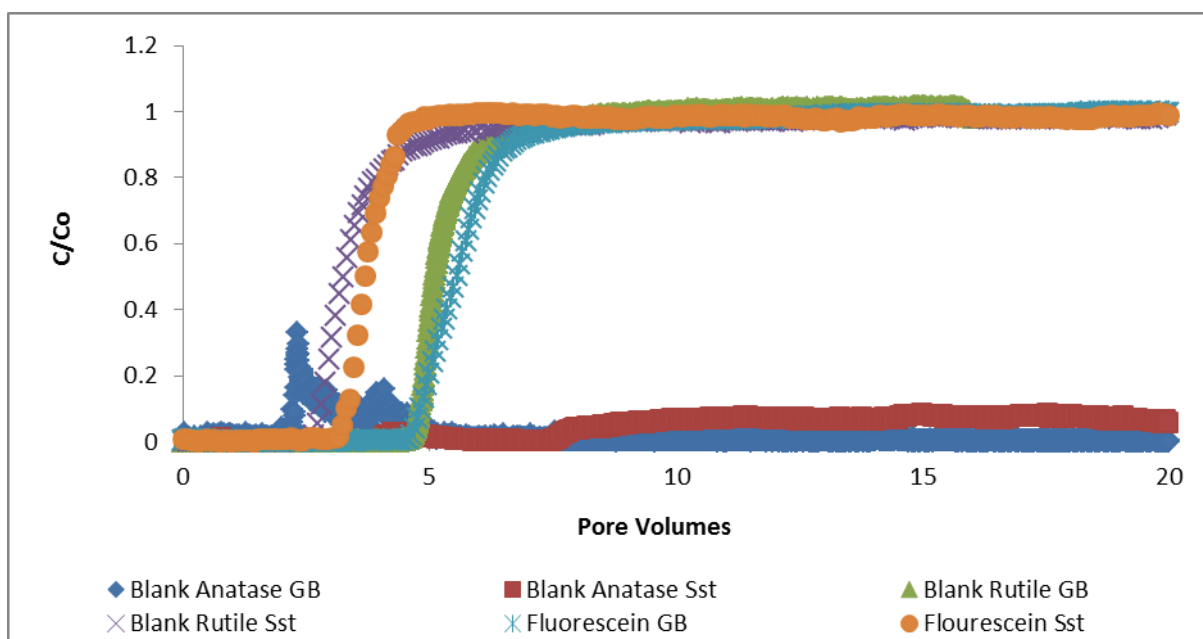 1.2
1
0.8
0.6
0.4
0.2
0
C/Co
0 5 10 15 20
Pore Volumes
Blank Anatase GB Blank Anatase Sst Blank Rutile GB
Blank Rutile Sst Fluorescein GB Flourescein Sst